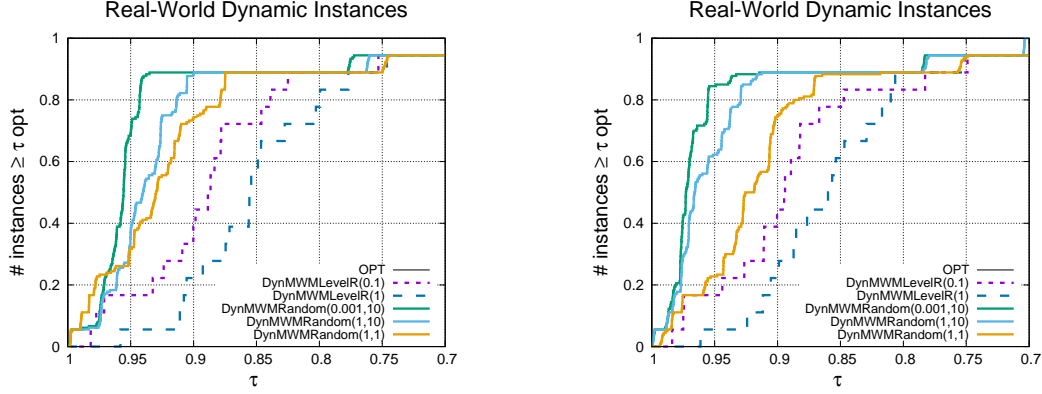 Real-World Dynamic Instances
# instances ≥ τ opt
1
0.8
0.6
0.4
0.2
0
OPT
DynMWMLevelR(0.1)
DynMWMLevelR(1)
DynMWMRandom(0.001,10)
DynMWMRandom(1,10)
DynMWMRandom(1,1)
1 0.95 0.9 0.85 0.8 0.75 0.7
τ
Real-World Dynamic Instances
# instances ≥ τ opt
1
0.8
0.6
0.4
0.2
0
OPT
DynMWMLevelR(0.1)
DynMWMLevelR(1)
DynMWMRandom(0.001,10)
DynMWMRandom(1,10)
DynMWMRandom(1,1)
1 0.95 0.9 0.85 0.8 0.75 0.7
τ